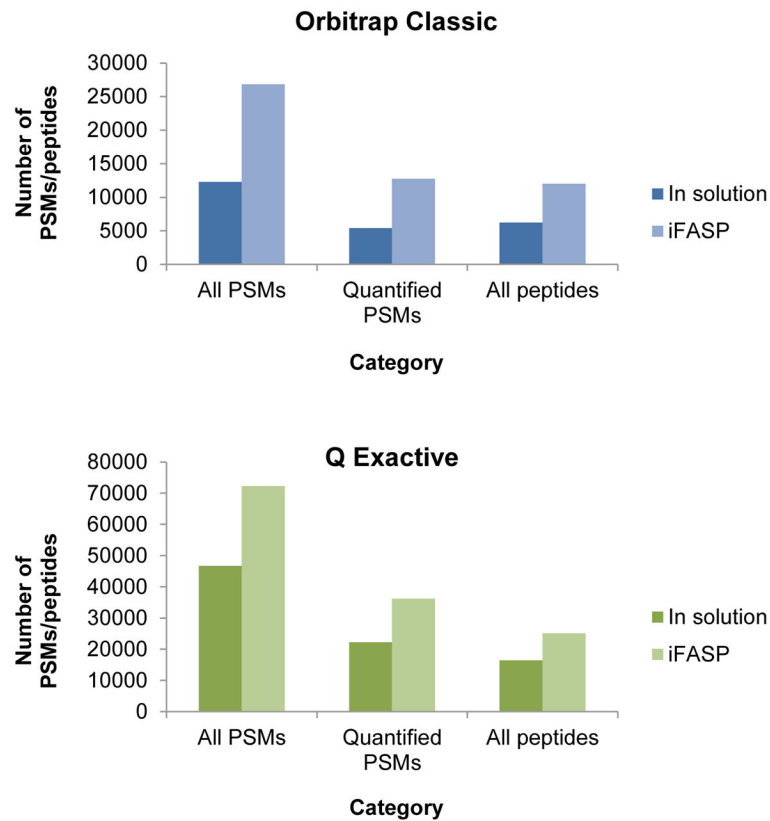 Orbitrap Classic
Number of
PSMs/peptides
30000
25000
20000
15000
10000
5000
0
All PSMs
Quantified
PSMs
All peptides
Category
In solution
iFASP
Q Exactive
Number of
PSMs/peptides
80000
70000
60000
50000
40000
30000
20000
10000
0
All PSMs
Quantified
PSMs
All peptides
Category
In solution
iFASP